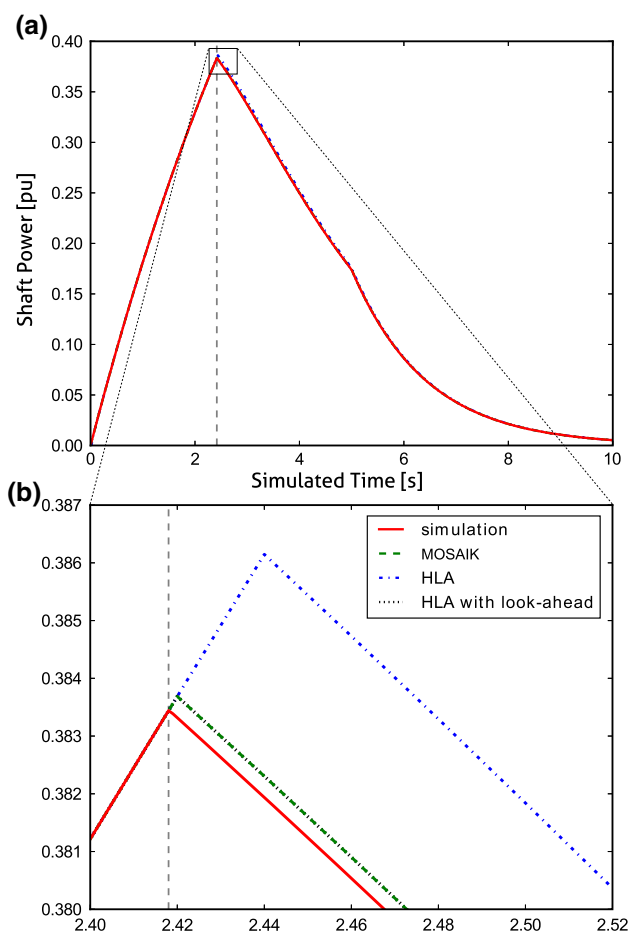 (a)
0.40
0.35
0.30
0.25
0.20
0.15
0.10
0.05
0.00
Shaft Power [pu]
0 2 4 6 8 10
Simulated Time [s]
(b)
0.387
0.386
0.385
0.384
0.383
0.382
0.381
0.380
simulation
MOSAIK
HLA
HLA with look-ahead
2.40 2.42 2.44 2.46 2.48 2.50 2.52